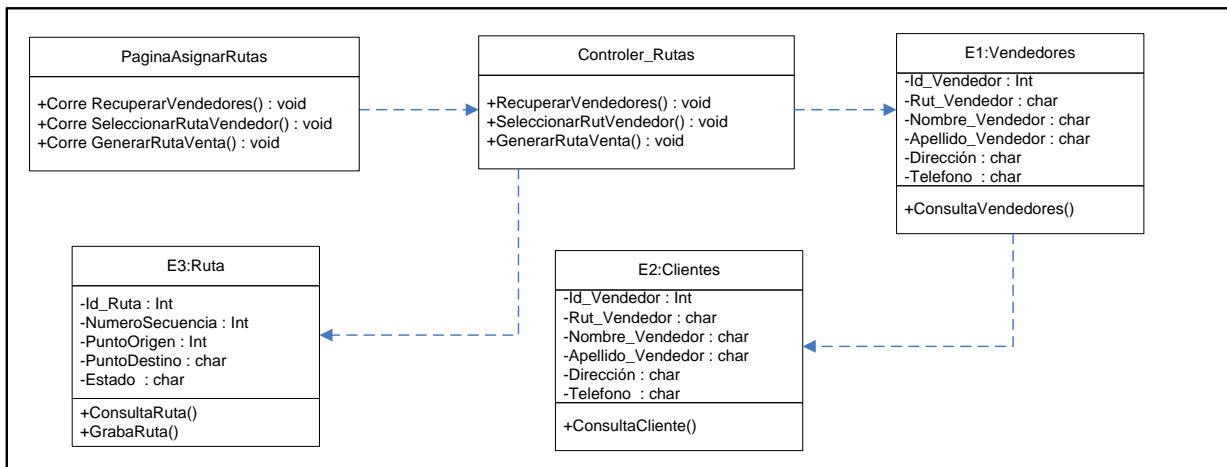 PaginaAsignarRutas
+Corre RecuperarVendedores() : void
+Corre SeleccionarRutaVendedor() : void
+Corre GenerarRutaVenta() : void
Controler_Rutas
+RecuperarVendedores() : void
+SeleccionarRutVendedor() : void
+GenerarRutaVenta() : void
E1:Vendedores
-Id_Vendedor : Int
-Rut_Vendedor : char
-Nombre_Vendedor : char
-Apellido_Vendedor : char
-Dirección : char
-Telefono : char
+ConsultaVendedores()
E3:Ruta
-Id_Ruta : Int
-NumeroSecuencia : Int
-PuntoOrigen : Int
-PuntoDestino : char
-Estado : char
+ConsultaRuta()
+GrabaRuta()
E2:Clientes
-Id_Vendedor : Int
-Rut_Vendedor : char
-Nombre_Vendedor : char
-Apellido_Vendedor : char
-Dirección : char
-Telefono : char
+ConsultaCliente()